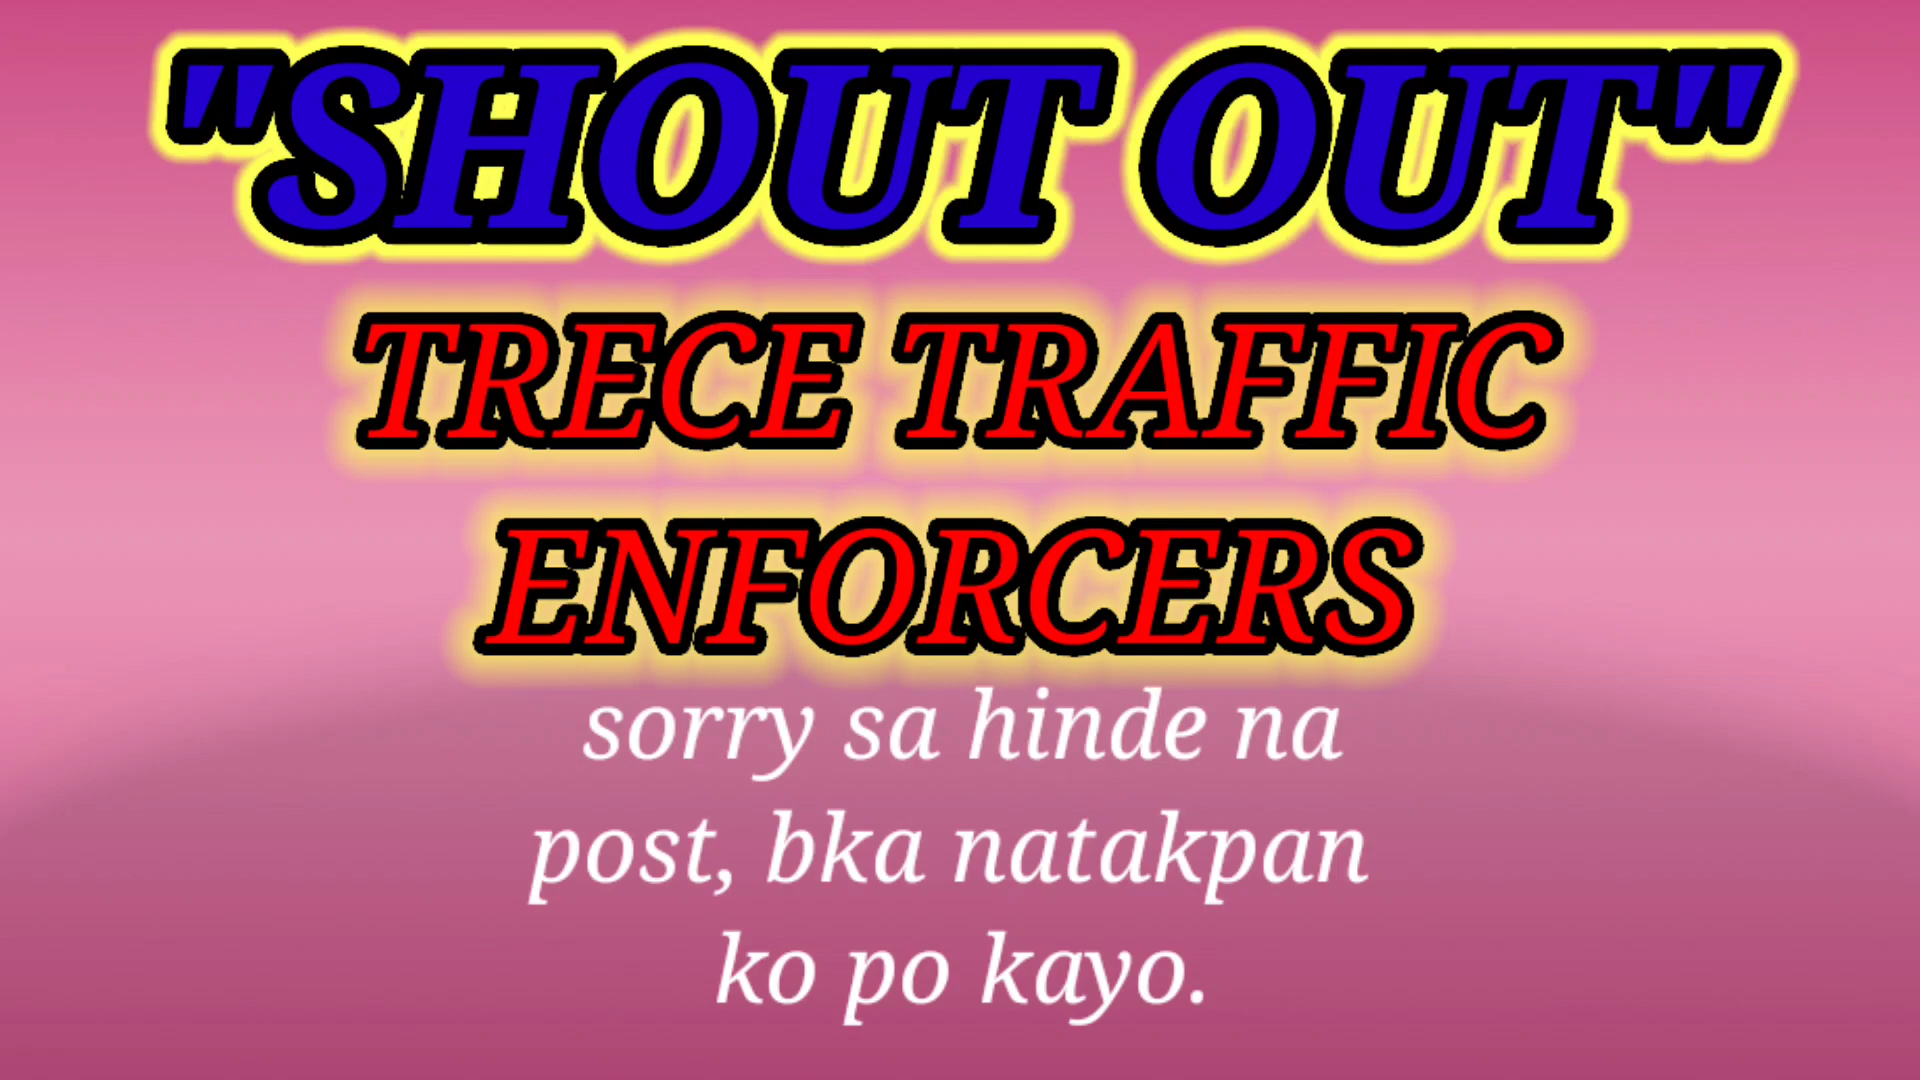 "SHOUT OUT"
TRECE TRAFFIC
ENFORCERS
sorry sa hinde na
post, bka natakpan
ko po kayo.